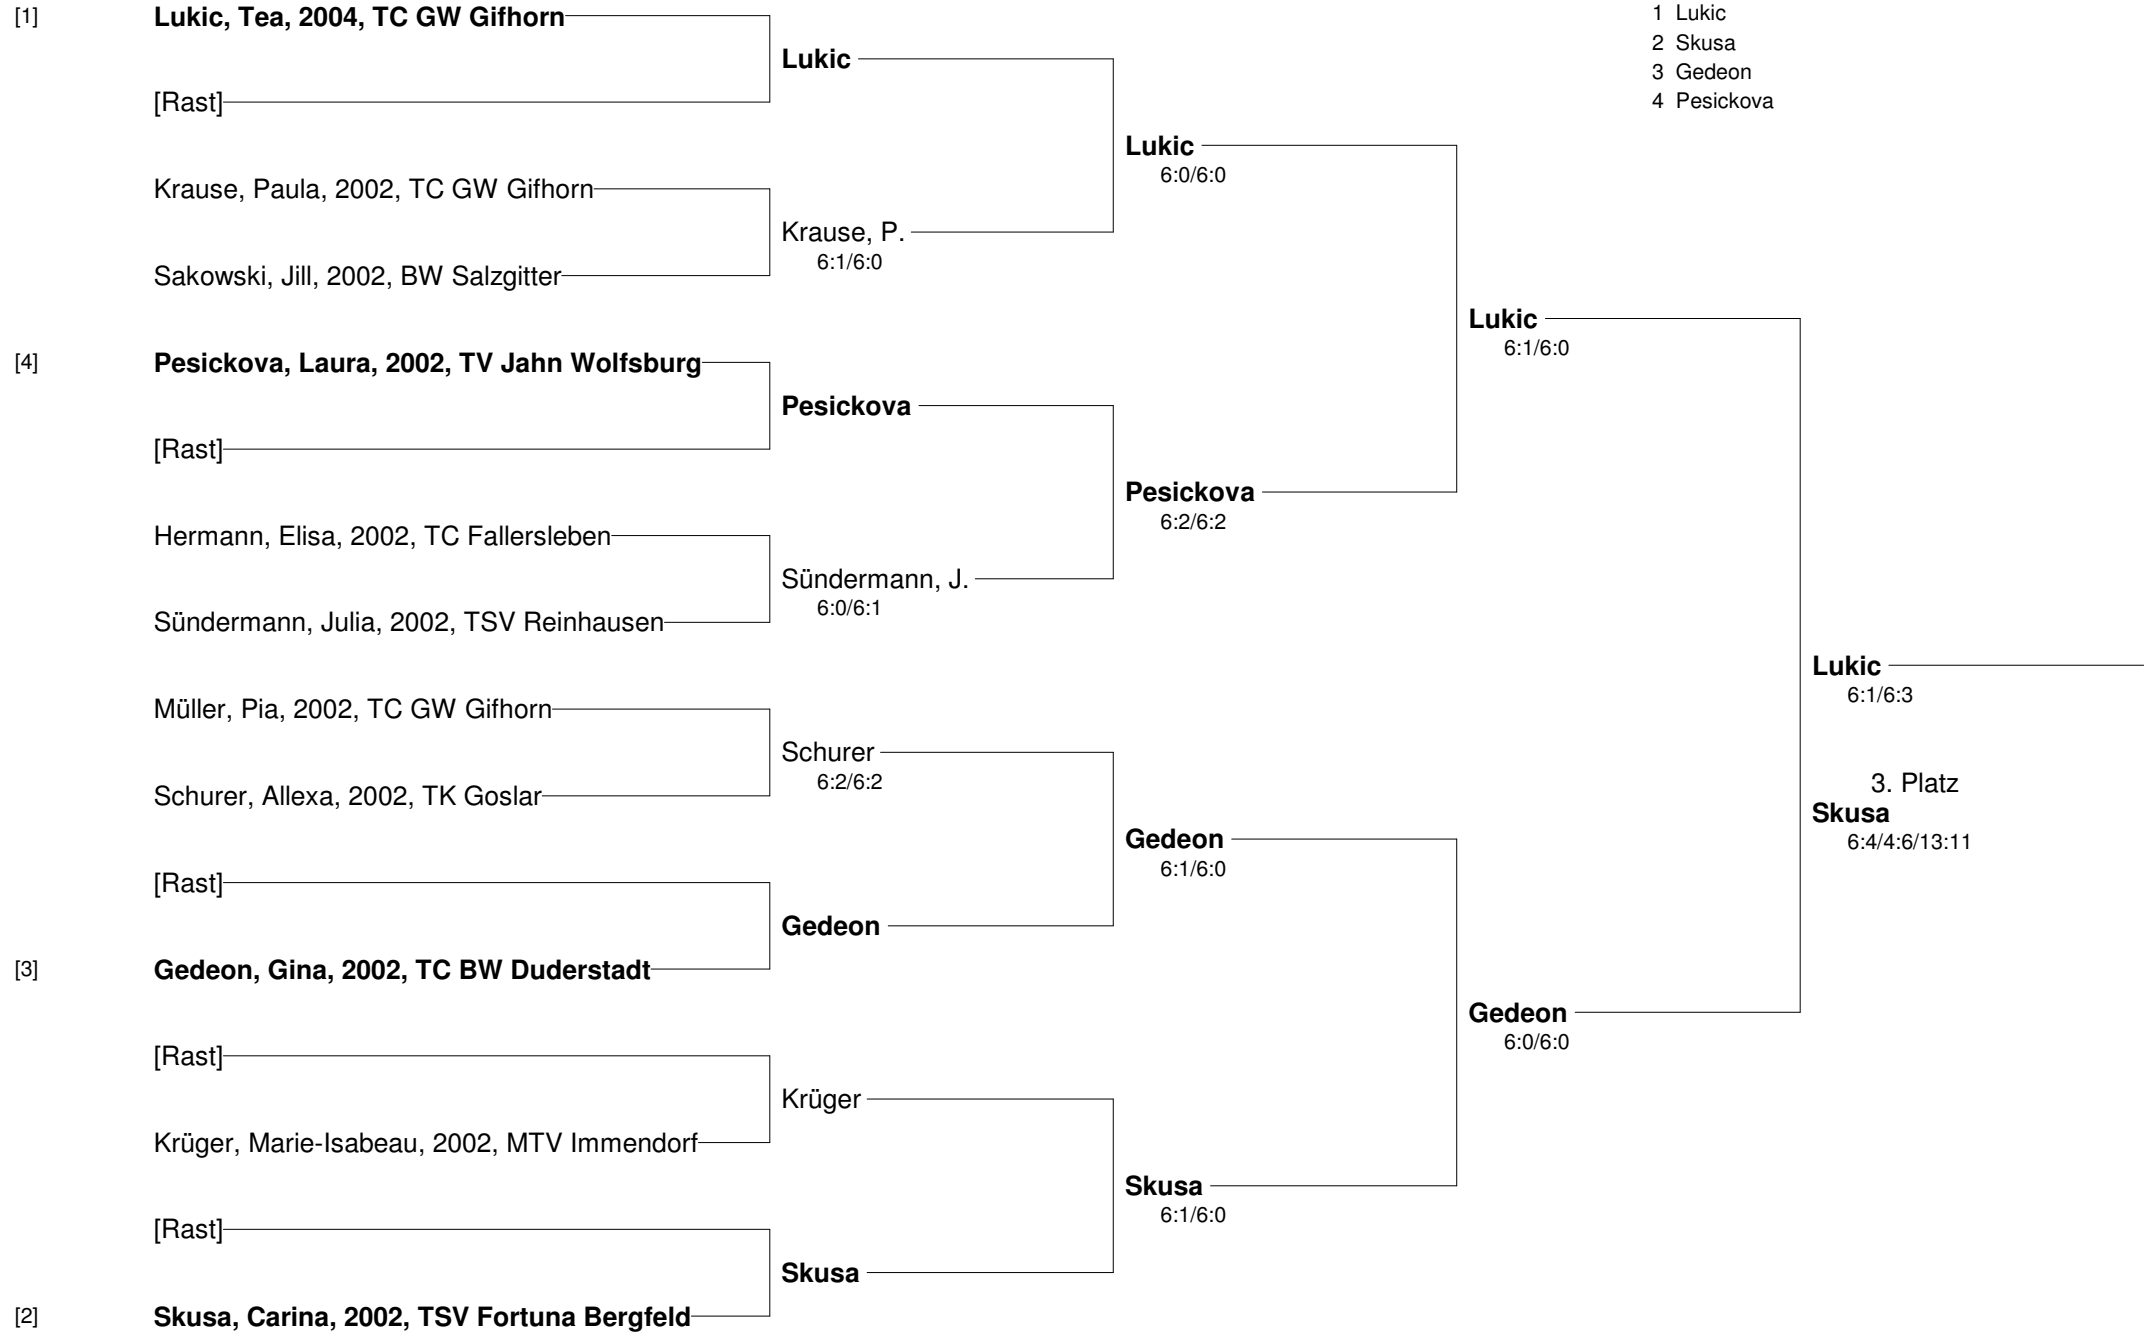 [1]
Lukic, Tea, 2004, TC GW Gifhorn
[Rast]
Krause, Paula, 2002, TC GW Gifhorn
Sakowski, Jill, 2002, BW Salzgitter
[4]
Pesickova, Laura, 2002, TV Jahn Wolfsburg
[Rast]
Hermann, Elisa, 2002, TC Fallersleben
Sündermann, Julia, 2002, TSV Reinhausen
Müller, Pia, 2002, TC GW Gifhorn
Schurer, Allexa, 2002, TK Goslar
[Rast]
[3]
Gedeon, Gina, 2002, TC BW Duderstadt
[Rast]
Krüger, Marie-Isabeau, 2002, MTV Immendorf
[Rast]
[2]
Skusa, Carina, 2002, TSV Fortuna Bergfeld
Lukic
Krause, P.
6:1/6:0
Pesickova
Sündermann, J.
6:0/6:1
Schurer
6:2/6:2
Gedeon
Krüger
Skusa
Lukic
6:0/6:0
Pesickova
6:2/6:2
Gedeon
6:1/6:0
Skusa
6:1/6:0
Lukic
6:1/6:0
Gedeon
6:0/6:0
Lukic
6:1/6:3
3. Platz
Skusa
6:4/4:6/13:11
1 Lukic
2 Skusa
3 Gedeon
4 Pesickova